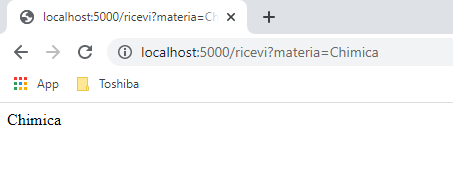 localhost:5000/ricevi?materia=Ch
localhost:5000/ricevi?materia=Chimica
App Toshiba
Chimica